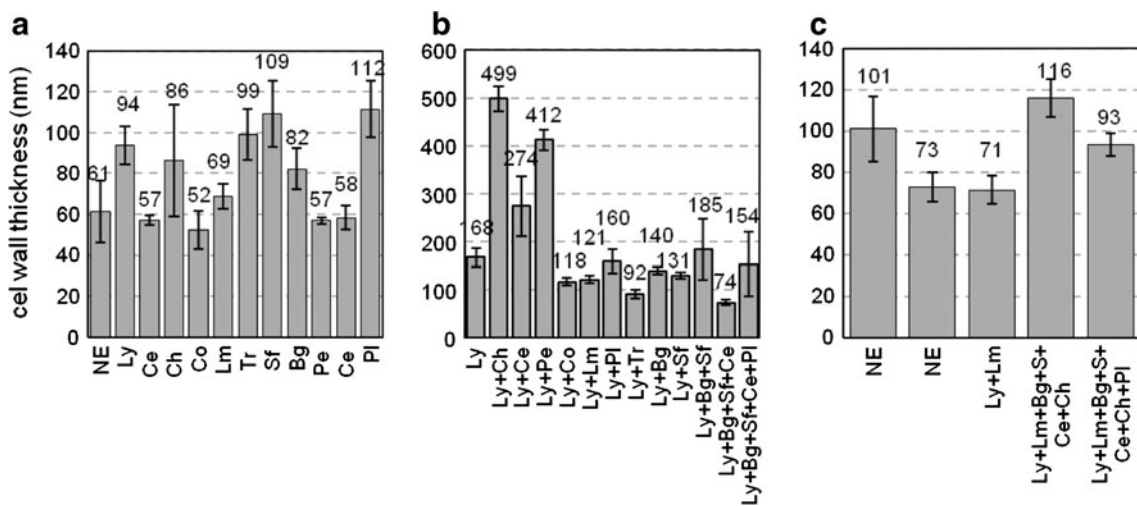 a
cel wall thickness (nm)
140
120
100
80
60
40
20
0
61
94
57
86
52
69
99
109
82
57
58
112
NE
Ly
Ce
Ch
Co
Lm
Tr
Sf
Bg
Pe
Ce
Pl
b
600
500
400
300
200
100
0
168
499
274
412
118
121
160
92
140
131
185
74
154
Ly
Ly+Ch
Ly+Ce
Ly+Pe
Ly+Co
Ly+Lm
Ly+Pl
Ly+Tr
Ly+Bg
Ly+Sf
Ly+Bg+Sf
Ly+Bg+Sf+Ce
Ly+Bg+Sf+Ce+Pl
c
140
120
100
80
60
40
20
0
101
73
71
116
93
NE
NE
Ly+Lm
Ly+Lm+Bg+S+
Ce+Ch
Ly+Lm+Bg+S+
Ce+Ch+Pl